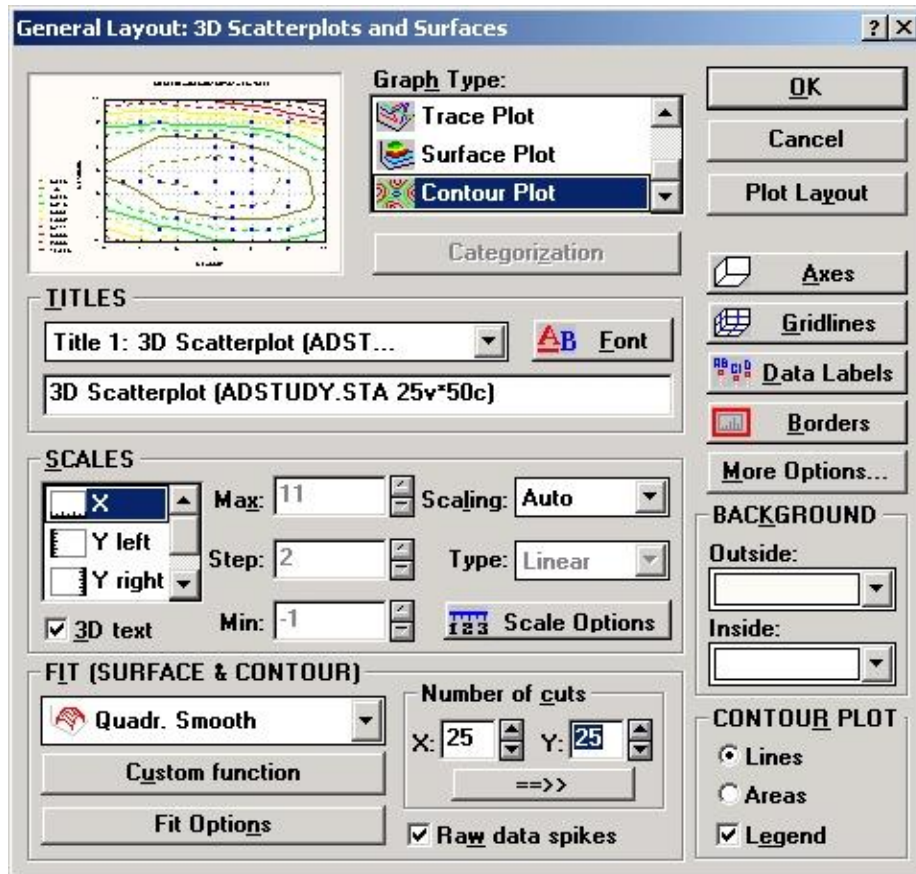 General Layout: 3D Scatterplots and Surfaces
Graph Type:
Trace Plot
Surface Plot
Contour Plot
Categorization
OK
Cancel
Plot Layout
TITLES
Title 1: 3D Scatterplot (ADST...
AB Font
3D Scatterplot (ADSTUDY.STA 25v*50c)
Axes
Gridlines
AB CD Data Labels
Borders
More Options...
SCALES
X
Y left
Y right
3D text
Max: 11
Step: 2
Min: -1
Scaling: Auto
Type: Linear
123 Scale Options
BACKGROUND
Outside:
Inside:
FIT (SURFACE & CONTOUR)
Quadr. Smooth
Custom function
Fit Options
Number of cuts
X: 25 Y: 25
==>>
Raw data spikes
CONTOUR PLOT
Lines
Areas
Legend